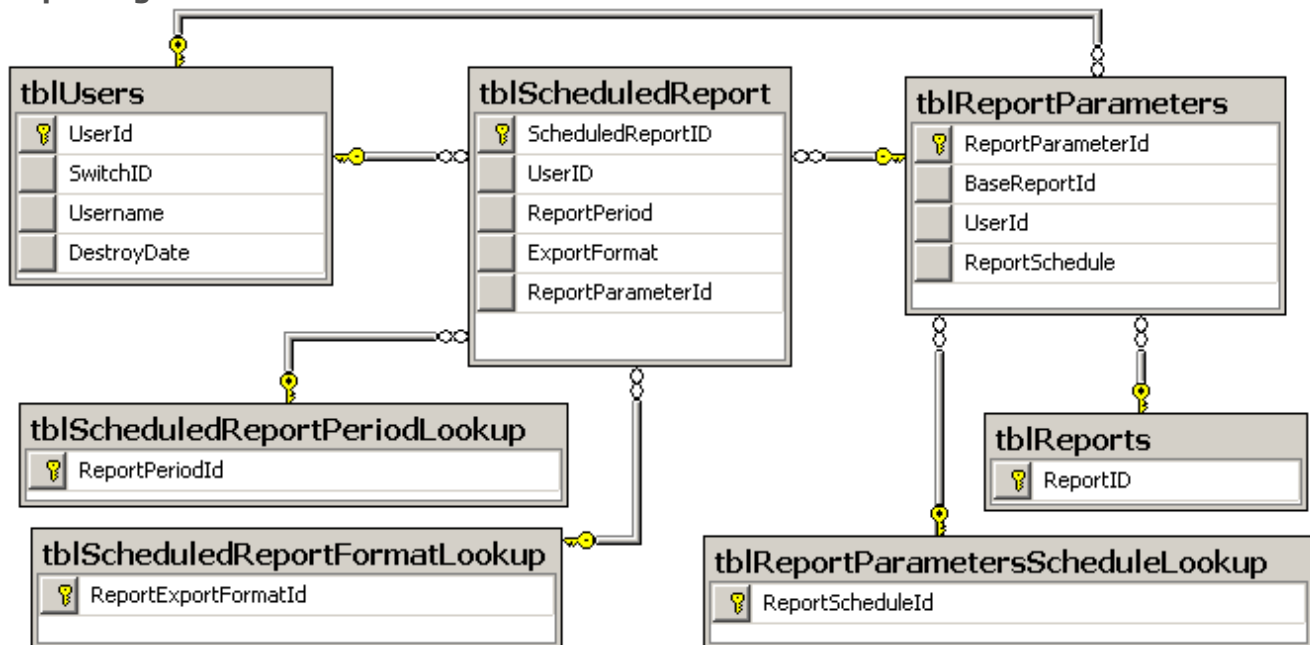 tblUsers
UserId
SwitchID
Username
DestroyDate
tblScheduledReport
ScheduledReportID
UserID
ReportPeriod
ExportFormat
ReportParameterId
tblReportParameters
ReportParameterId
BaseReportId
UserId
ReportSchedule
tblScheduledReportPeriodLookup
ReportPeriodId
tblReports
ReportID
tblScheduledReportFormatLookup
ReportExportFormatId
tblReportParametersScheduleLookup
ReportScheduleId